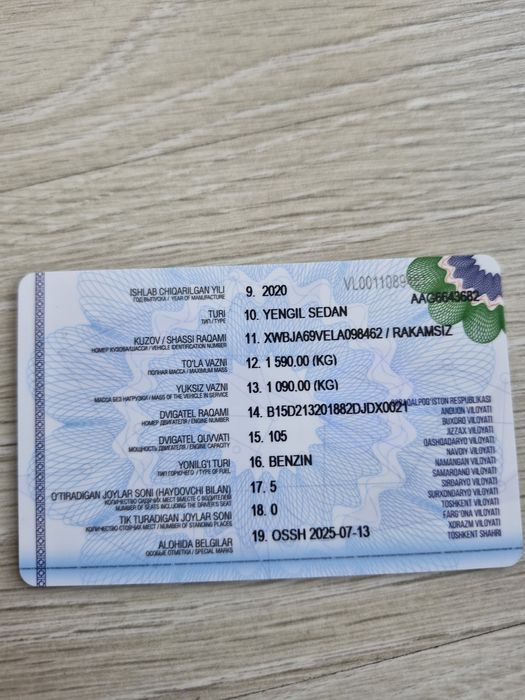 VL0011089
AAG6643682
ISHLAB CHIQARILGAN YILI 9. 2020
ГОД ВЫПУСКА / YEAR OF MANUFACTURE
TURI 10. YENGIL SEDAN
ТИП/TYPE
KUZOV / SHASSI RAQAMI 11. XWBJA69VELA098462 / RAKAMSIZ
НОМЕР КУЗОВА/ШАССИ / VEHICLE IDENTIFICATION NUMBER
TO'LA VAZNI 12. 1 590.00 (KG)
ПОЛНАЯ МАССА / MAXIMUM MASS
YUKSIZ VAZNI 13. 1 090.00 (KG)
МАССА БЕЗ НАГРУЗКИ / MASS OF THE VEHICLE IN SERVICE
DVIGATEL RAQAMI 14. B15D213201882DJDX0021
НОМЕР ДВИГАТЕЛЯ / ENGINE NUMBER
DVIGATEL QUVVATI 15. 105
МОЩНОСТЬ ДВИГАТЕЛЯ / ENGINE CAPACITY
YONILG'I TURI 16. BENZIN
ТИП ГОРЮЧЕГО / TYPE OF FUEL
O'TIRADIGAN JOYLAR SONI (HAYDOVCHI BILAN) 17. 5
КОЛИЧЕСТВО СИДЯЧИХ МЕСТ ВМЕСТЕ С ВОДИТЕЛЕМ
NUMBER OF SEATS INCLUDING THE DRIVER'S SEAT
TIK TURADIGAN JOYLAR SONI 18. 0
КОЛИЧЕСТВО СТОЯЧИХ МЕСТ / NUMBER OF STANDING PLACES
ALOHIDA BELGILAR 19. OSSH 2025-07-13
ОСОБЫЕ ОТМЕТКИ / SPECIAL MARKS
RESPUBLIKASI
ANDIJON VILOYATI
BUXORO VILOYATI
JIZZAX VILOYATI
QASHQADARYO VILOYATI
NAVOIY VILOYATI
NAMANGAN VILOYATI
SAMARQAND VILOYATI
SIRDARYO VILOYATI
SURXONDARYO VILOYATI
TOSHKENT VILOYATI
FARG'ONA VILOYATI
XORAZM VILOYATI
TOSHKENT SHAHRI